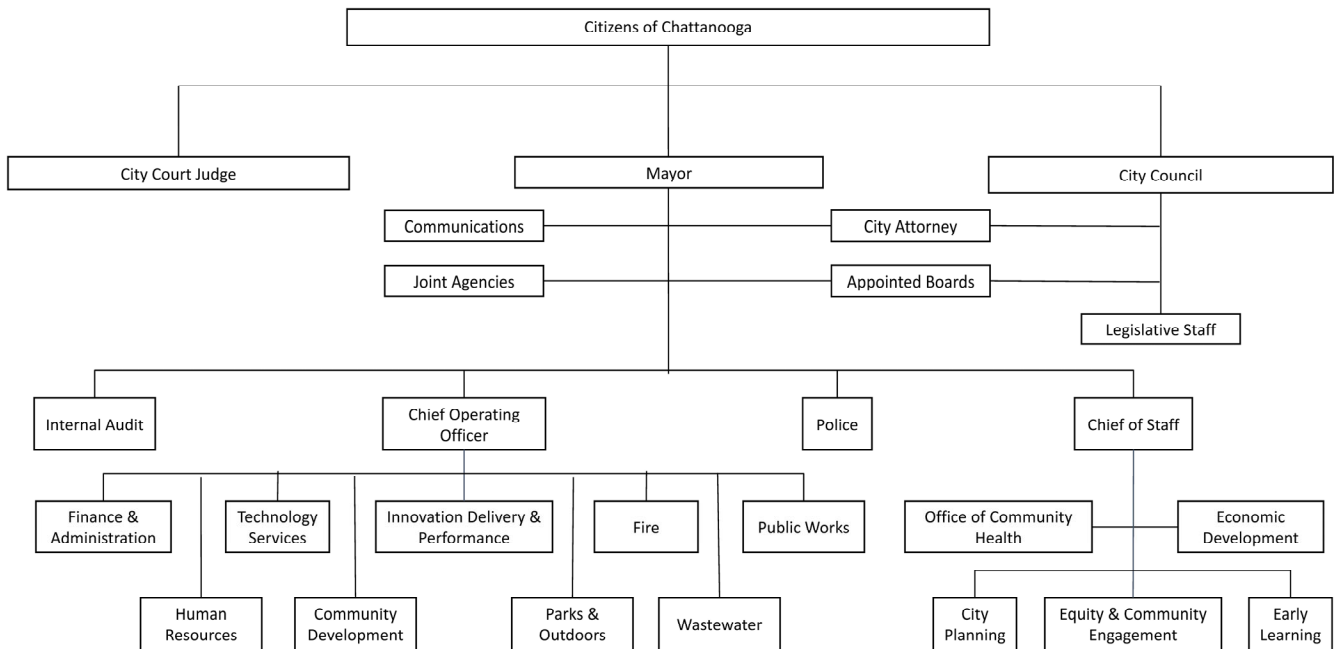 Citizens of Chattanooga
City Court Judge
Mayor
City Council
Communications
City Attorney
Joint Agencies
Appointed Boards
Legislative Staff
Internal Audit
Chief Operating
Officer
Police
Chief of Staff
Finance &
Administration
Technology
Services
Innovation Delivery &
Performance
Fire
Public Works
Office of Community
Health
Economic
Development
Human
Resources
Community
Development
Parks &
Outdoors
Wastewater
City
Planning
Equity & Community
Engagement
Early
Learning